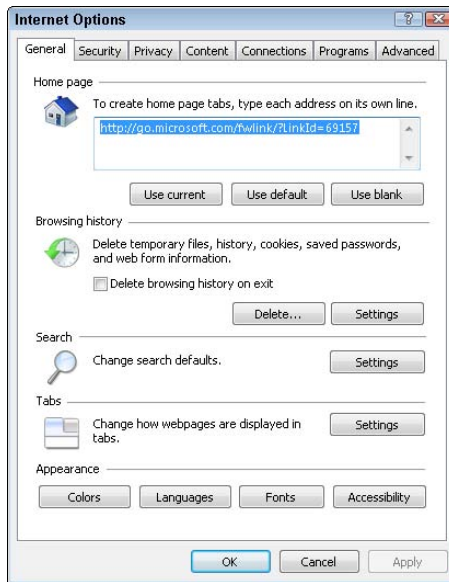 Internet Options
General Security Privacy Content Connections Programs Advanced
Home page
To create home page tabs, type each address on its own line.
http://go.microsoft.com/fwlink/?LinkId=69157
Use current Use default Use blank
Browsing history
Delete temporary files, history, cookies, saved passwords,
and web form information.
Delete browsing history on exit
Delete... Settings
Search
Change search defaults.
Settings
Tabs
Change how webpages are displayed in
tabs.
Settings
Appearance
Colors Languages Fonts Accessibility
OK Cancel Apply